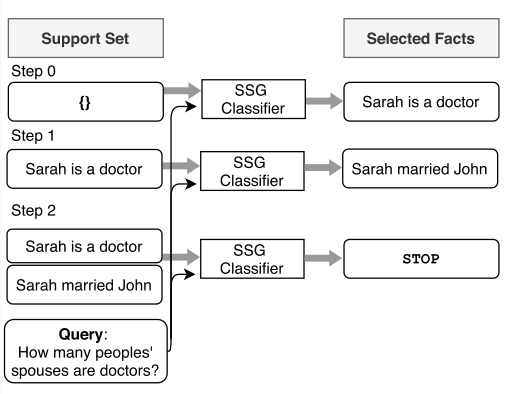 Support Set
Selected Facts
Step 0
{}
SSG
Classifier
Sarah is a doctor
Step 1
Sarah is a doctor
SSG
Classifier
Sarah married John
Step 2
Sarah is a doctor
Sarah married John
SSG
Classifier
STOP
Query:
How many peoples'
spouses are doctors?